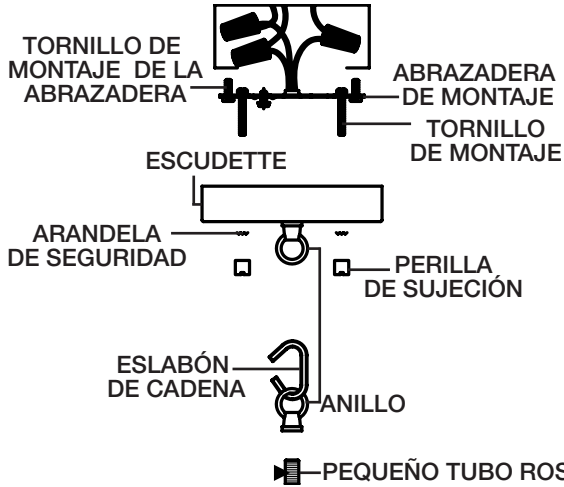 TORNILLO DE
MONTAJE DE LA
ABRAZADERA
ABRAZADERA
DE MONTAJE
TORNILLO
DE MONTAJE
ESCUDETTE
ARANDELA
DE SEGURIDAD
PERILLA
DE SUJECIÓN
ESLABÓN
DE CADENA
ANILLO
PEQUEÑO TUBO ROS